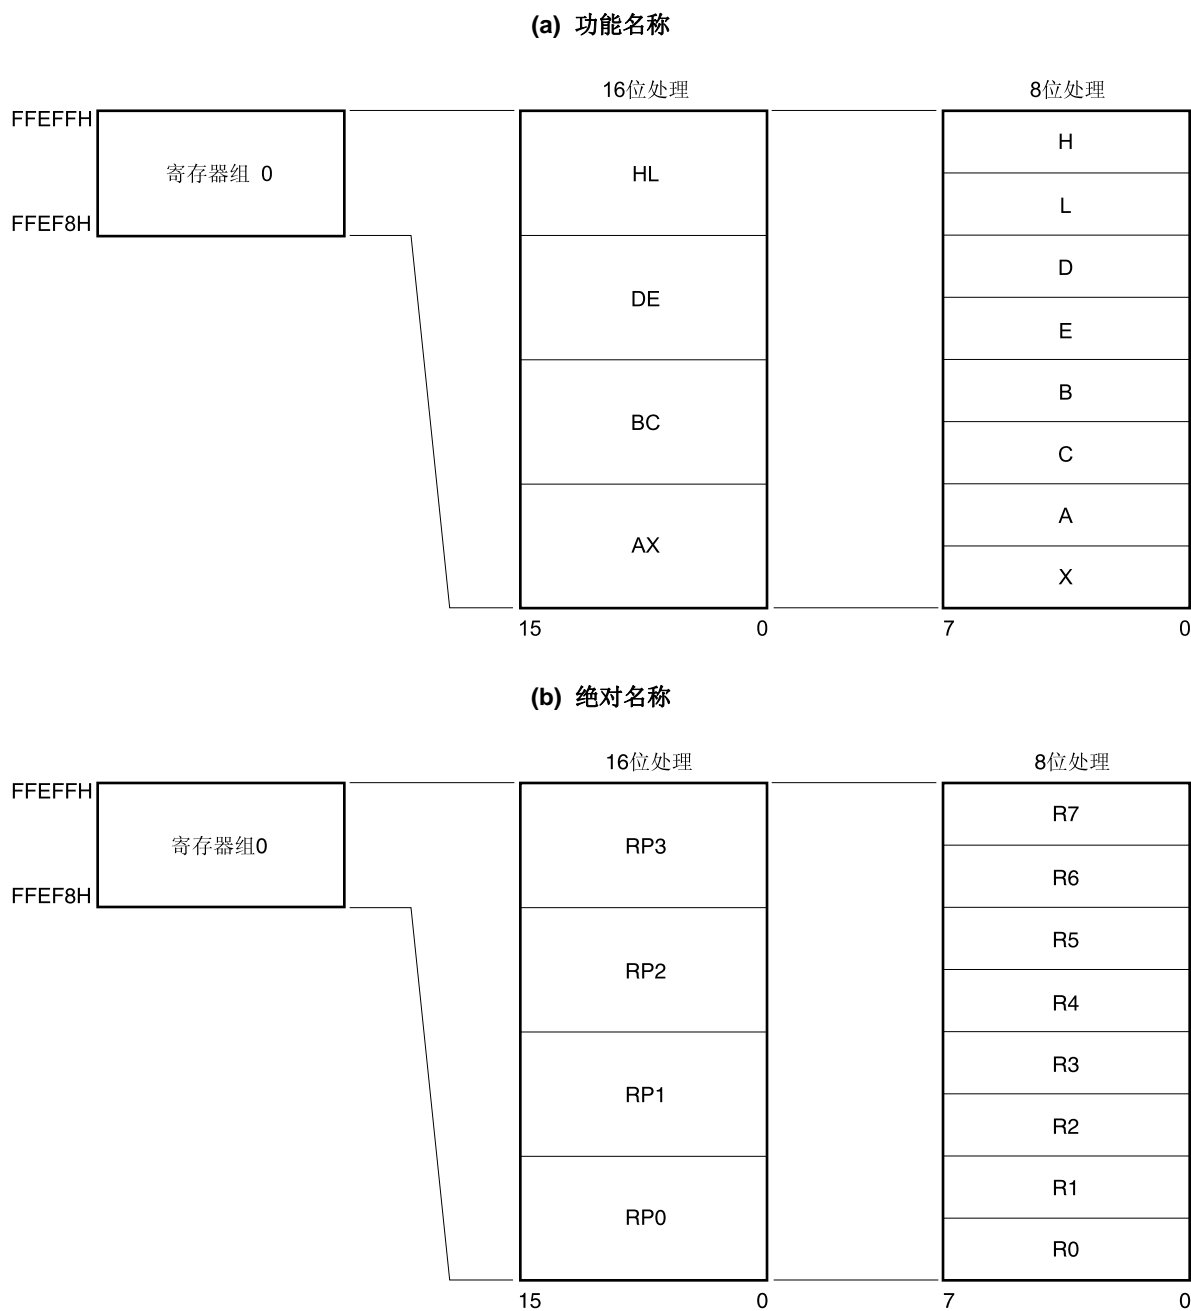 (a) 功能名称
16位处理
8位处理
FFEFFH
寄存器组 0
FFEF8H
HL
DE
BC
AX
H
L
D
E
B
C
A
X
15
0
7
0
(b) 绝对名称
16位处理
8位处理
FFEFFH
寄存器组0
FFEF8H
RP3
RP2
RP1
RP0
R7
R6
R5
R4
R3
R2
R1
R0
15
0
7
0